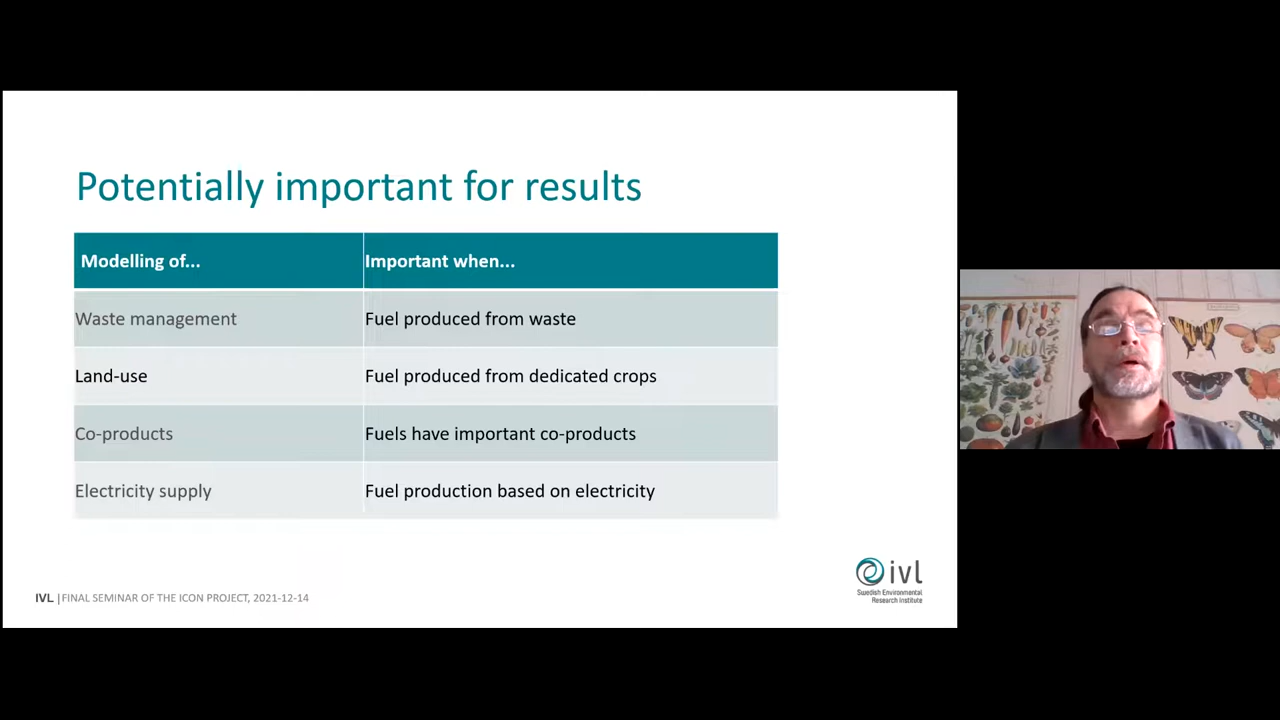 Potentially important for results
Modelling of... Important when...
Waste management Fuel produced from waste
Land-use Fuel produced from dedicated crops
Co-products Fuels have important co-products
Electricity supply Fuel production based on electricity
IVL | FINAL SEMINAR OF THE ICON PROJECT, 2021-12-14
ivl
Swedish Environmental
Research Institute